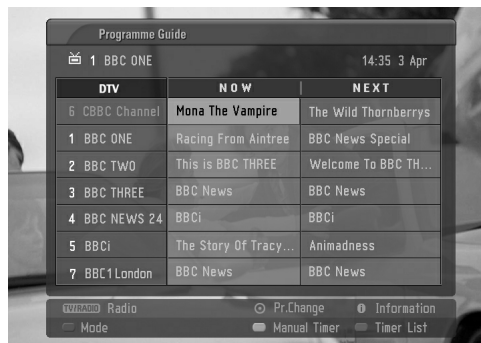 Programme Guide
1 BBC ONE 14:35 3 Apr
DTV NOW NEXT
6 CBBC Channel Mona The Vampire The Wild Thornberrys
1 BBC ONE Racing From Aintree BBC News Special
2 BBC TWO This is BBC THREE Welcome To BBC TH...
3 BBC THREE BBC News BBC News
4 BBC NEWS 24 BBCi BBCi
5 BBCi The Story Of Tracy... Animadness
7 BBC1 London BBC News BBC News
TV/RADIO Radio Pr.Change i Information
Mode Manual Timer Timer List